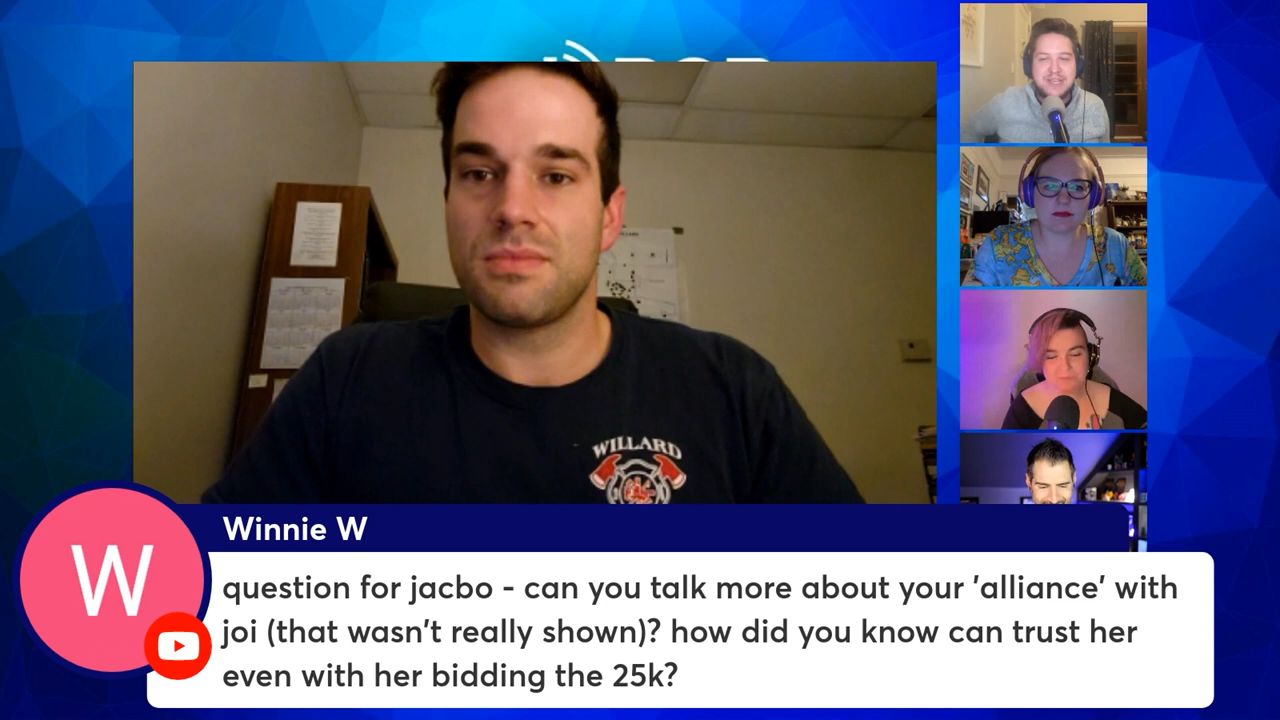 WILLARD
Winnie W
W
question for jacbo - can you talk more about your 'alliance' with
joi (that wasn't really shown)? how did you know can trust her
even with her bidding the 25k?